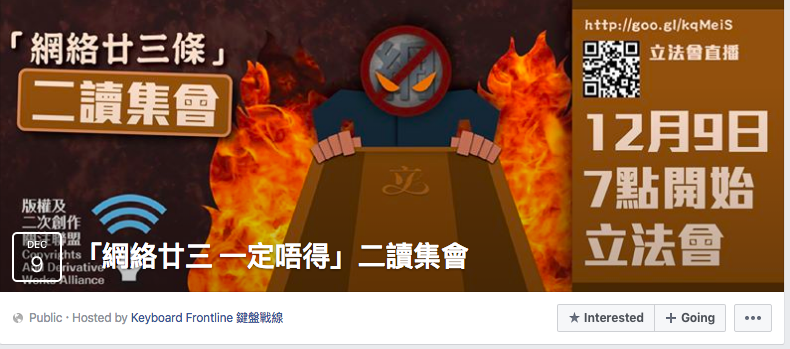 「網絡廿三條」
二讀集會
網
立
http://goo.gl/kqMeiS
立法會直播
12月9日
7點開始
立法會
版權及
二次創作
關注聯盟
Copyrights
And Derivative
Works Alliance
DEC
9
「網絡廿三 一定唔得」二讀集會
Public · Hosted by Keyboard Frontline 鍵盤戰線
Interested
Going